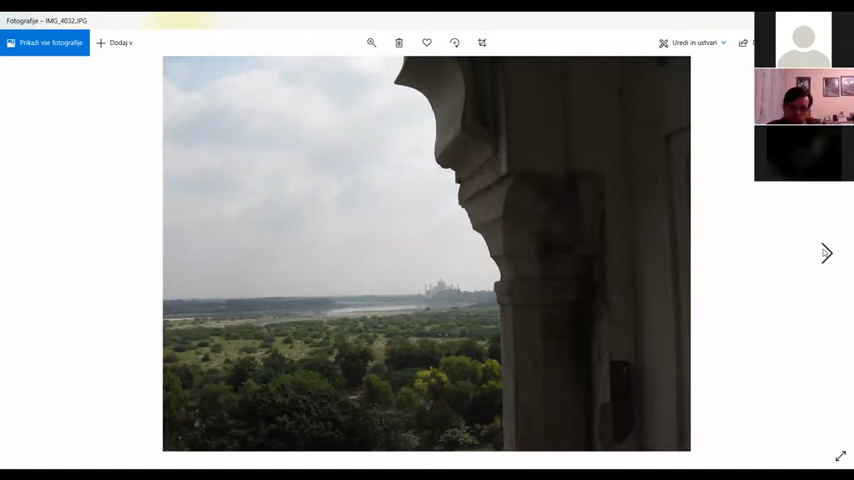 Fotografije – IMG_4032.JPG
Prikaži vse fotografije
Dodaj v
Uredi in ustvari